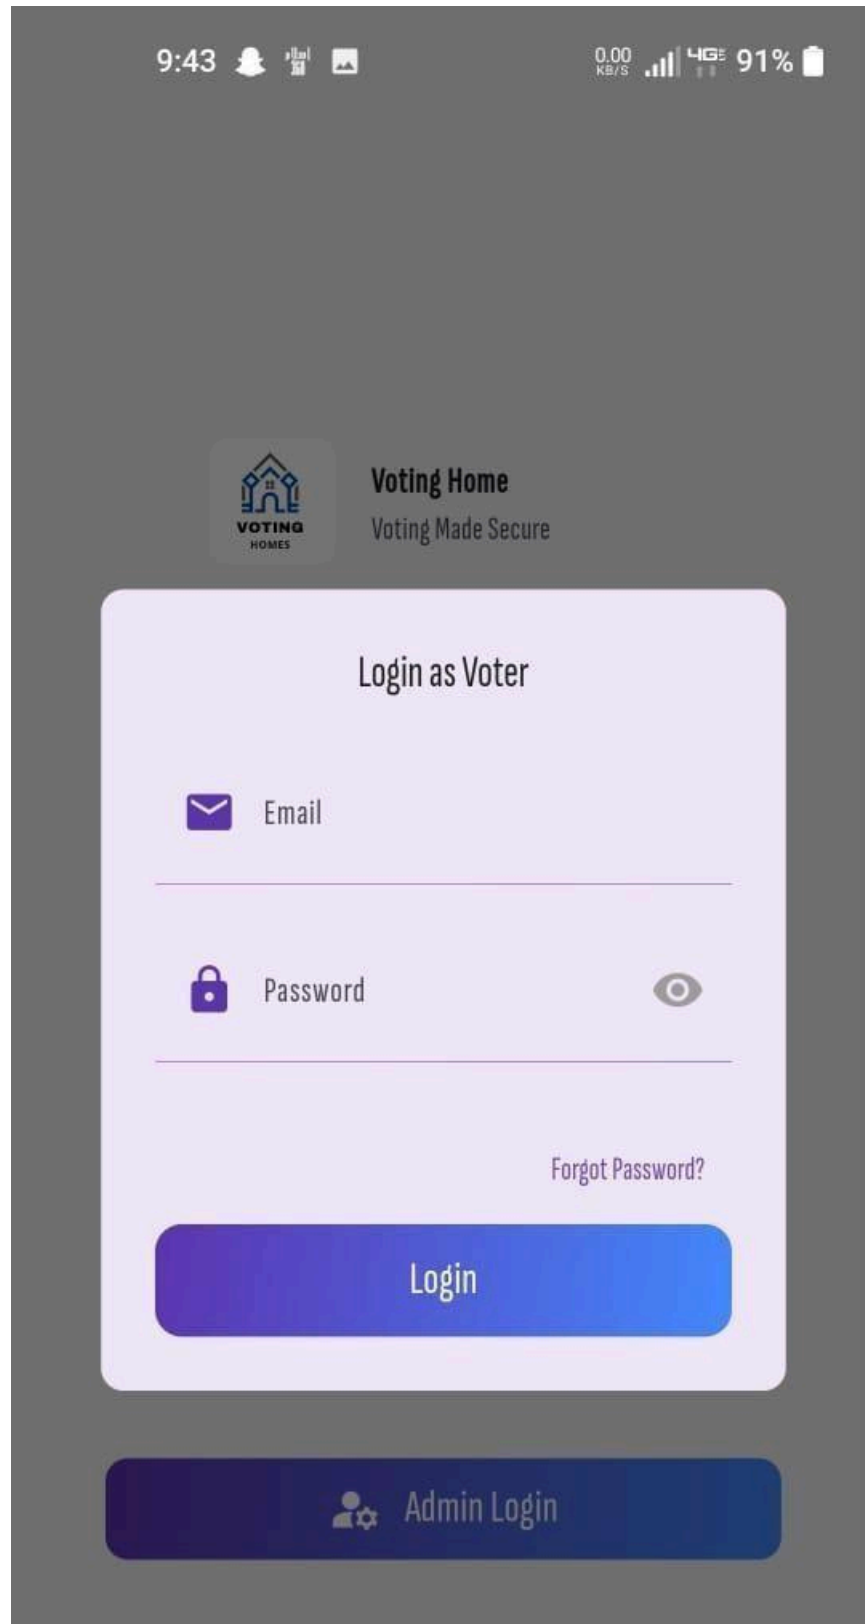 9:43
0.00
KB/S
4G
91%
VOTING
HOMES
Voting Home
Voting Made Secure
Login as Voter
Email
Password
Forgot Password?
Login
Admin Login